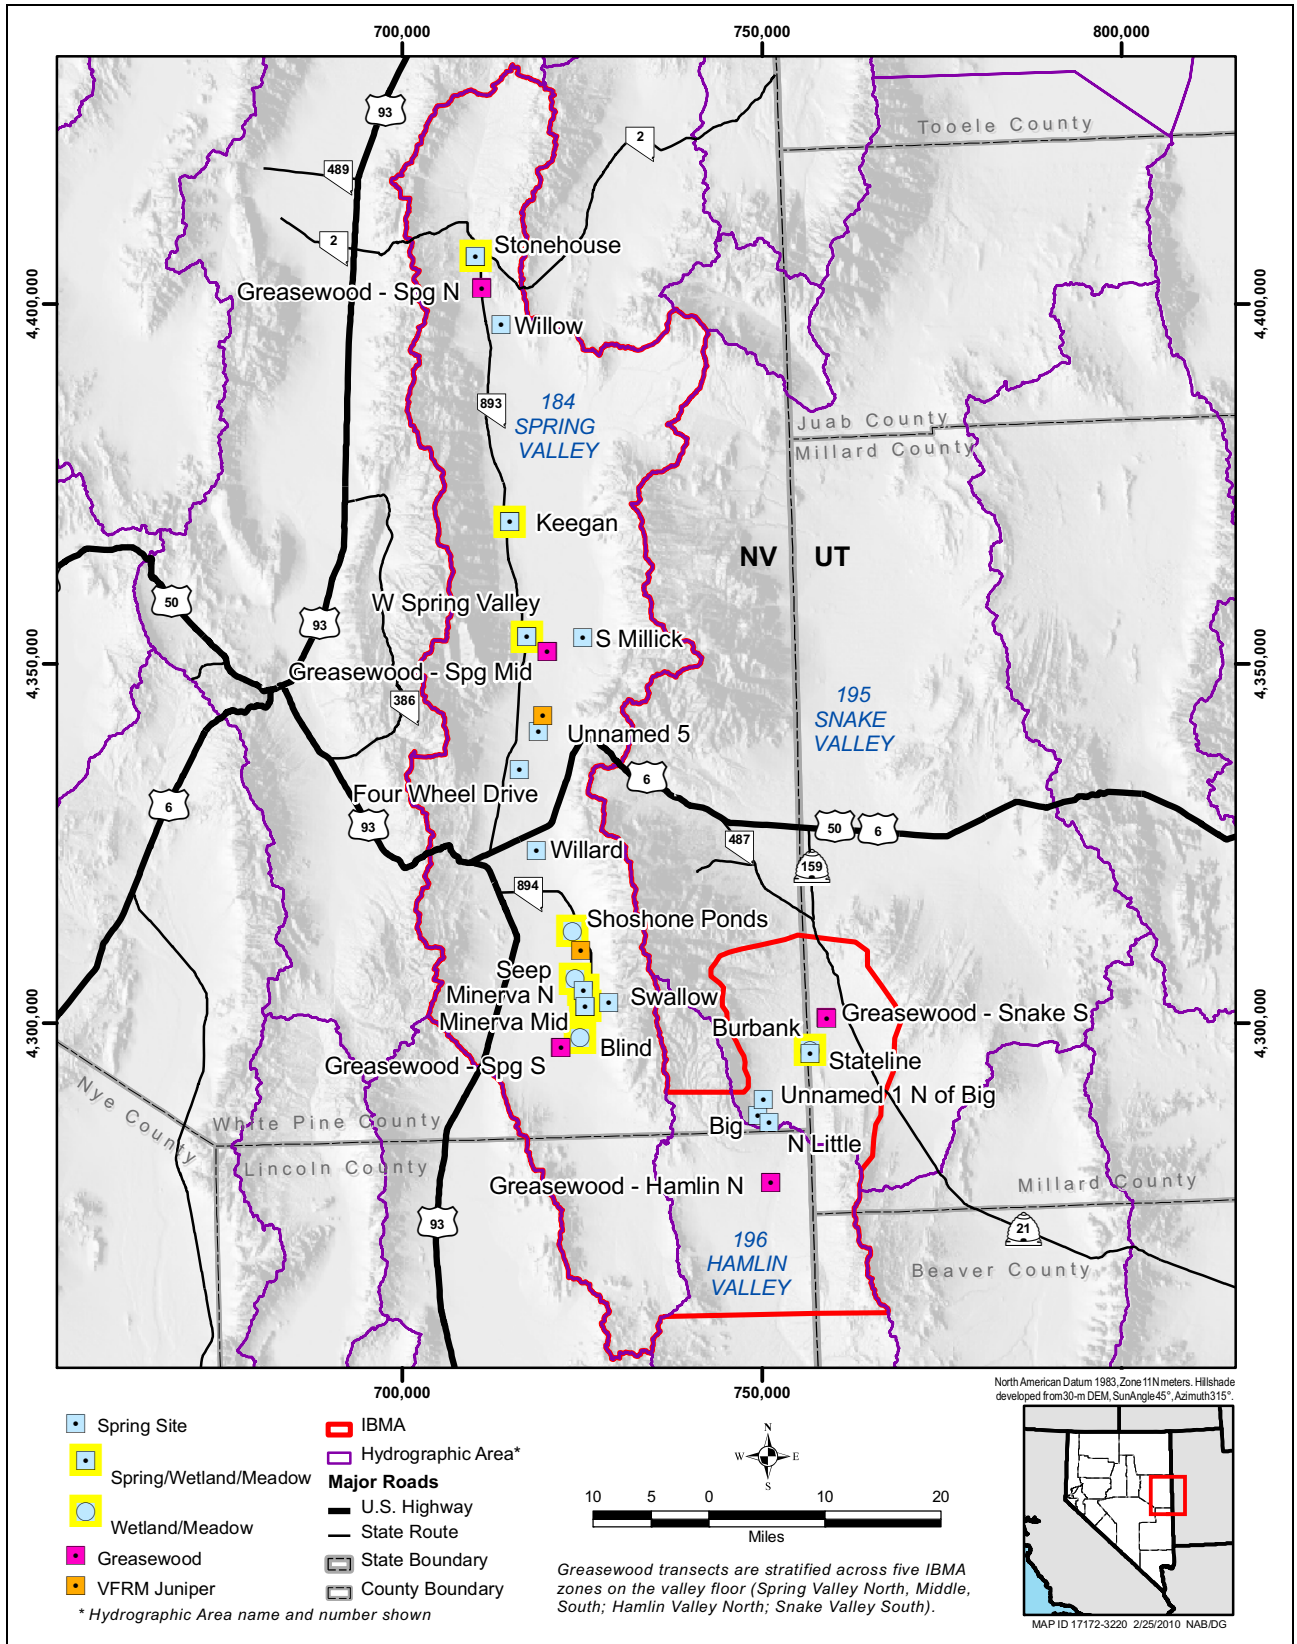 700,000
750,000
800,000
93
2
Tooele County
489
2
Stonehouse
Greasewood - Spg N
4,400,000
4,400,000
Willow
893
184
SPRING
VALLEY
Juab County
Millard County
Keegan
NV
UT
50
93
W Spring Valley
S Millick
Greasewood - Spg Mid
4,350,000
4,350,000
386
195
SNAKE
VALLEY
Unnamed 5
6
Four Wheel Drive
6
93
50
6
487
Willard
159
894
Shoshone Ponds
Seep
Minerva N
Swallow
Minerva Mid
Burbank
Greasewood - Snake S
4,300,000
4,300,000
Blind
Stateline
Greasewood - Spg S
Unnamed 1 N of Big
Nye County
White Pine County
Big
N Little
Lincoln County
Greasewood - Hamlin N
Millard County
93
21
196
HAMLIN
VALLEY
Beaver County
700,000
750,000
North American Datum 1983, Zone 11N meters. Hillshade
developed from 30-m DEM, Sun Angle 45°, Azimuth 315°.
Spring Site
Spring/Wetland/Meadow
Wetland/Meadow
Greasewood
VFRM Juniper
* Hydrographic Area name and number shown
IBMA
Hydrographic Area*
Major Roads
U.S. Highway
State Route
State Boundary
County Boundary
N
W
E
S
10 5 0 10 20
Miles
Greasewood transects are stratified across five IBMA
zones on the valley floor (Spring Valley North, Middle,
South; Hamlin Valley North; Snake Valley South).
MAP ID 17172-3220 2/25/2010 NAB/DG